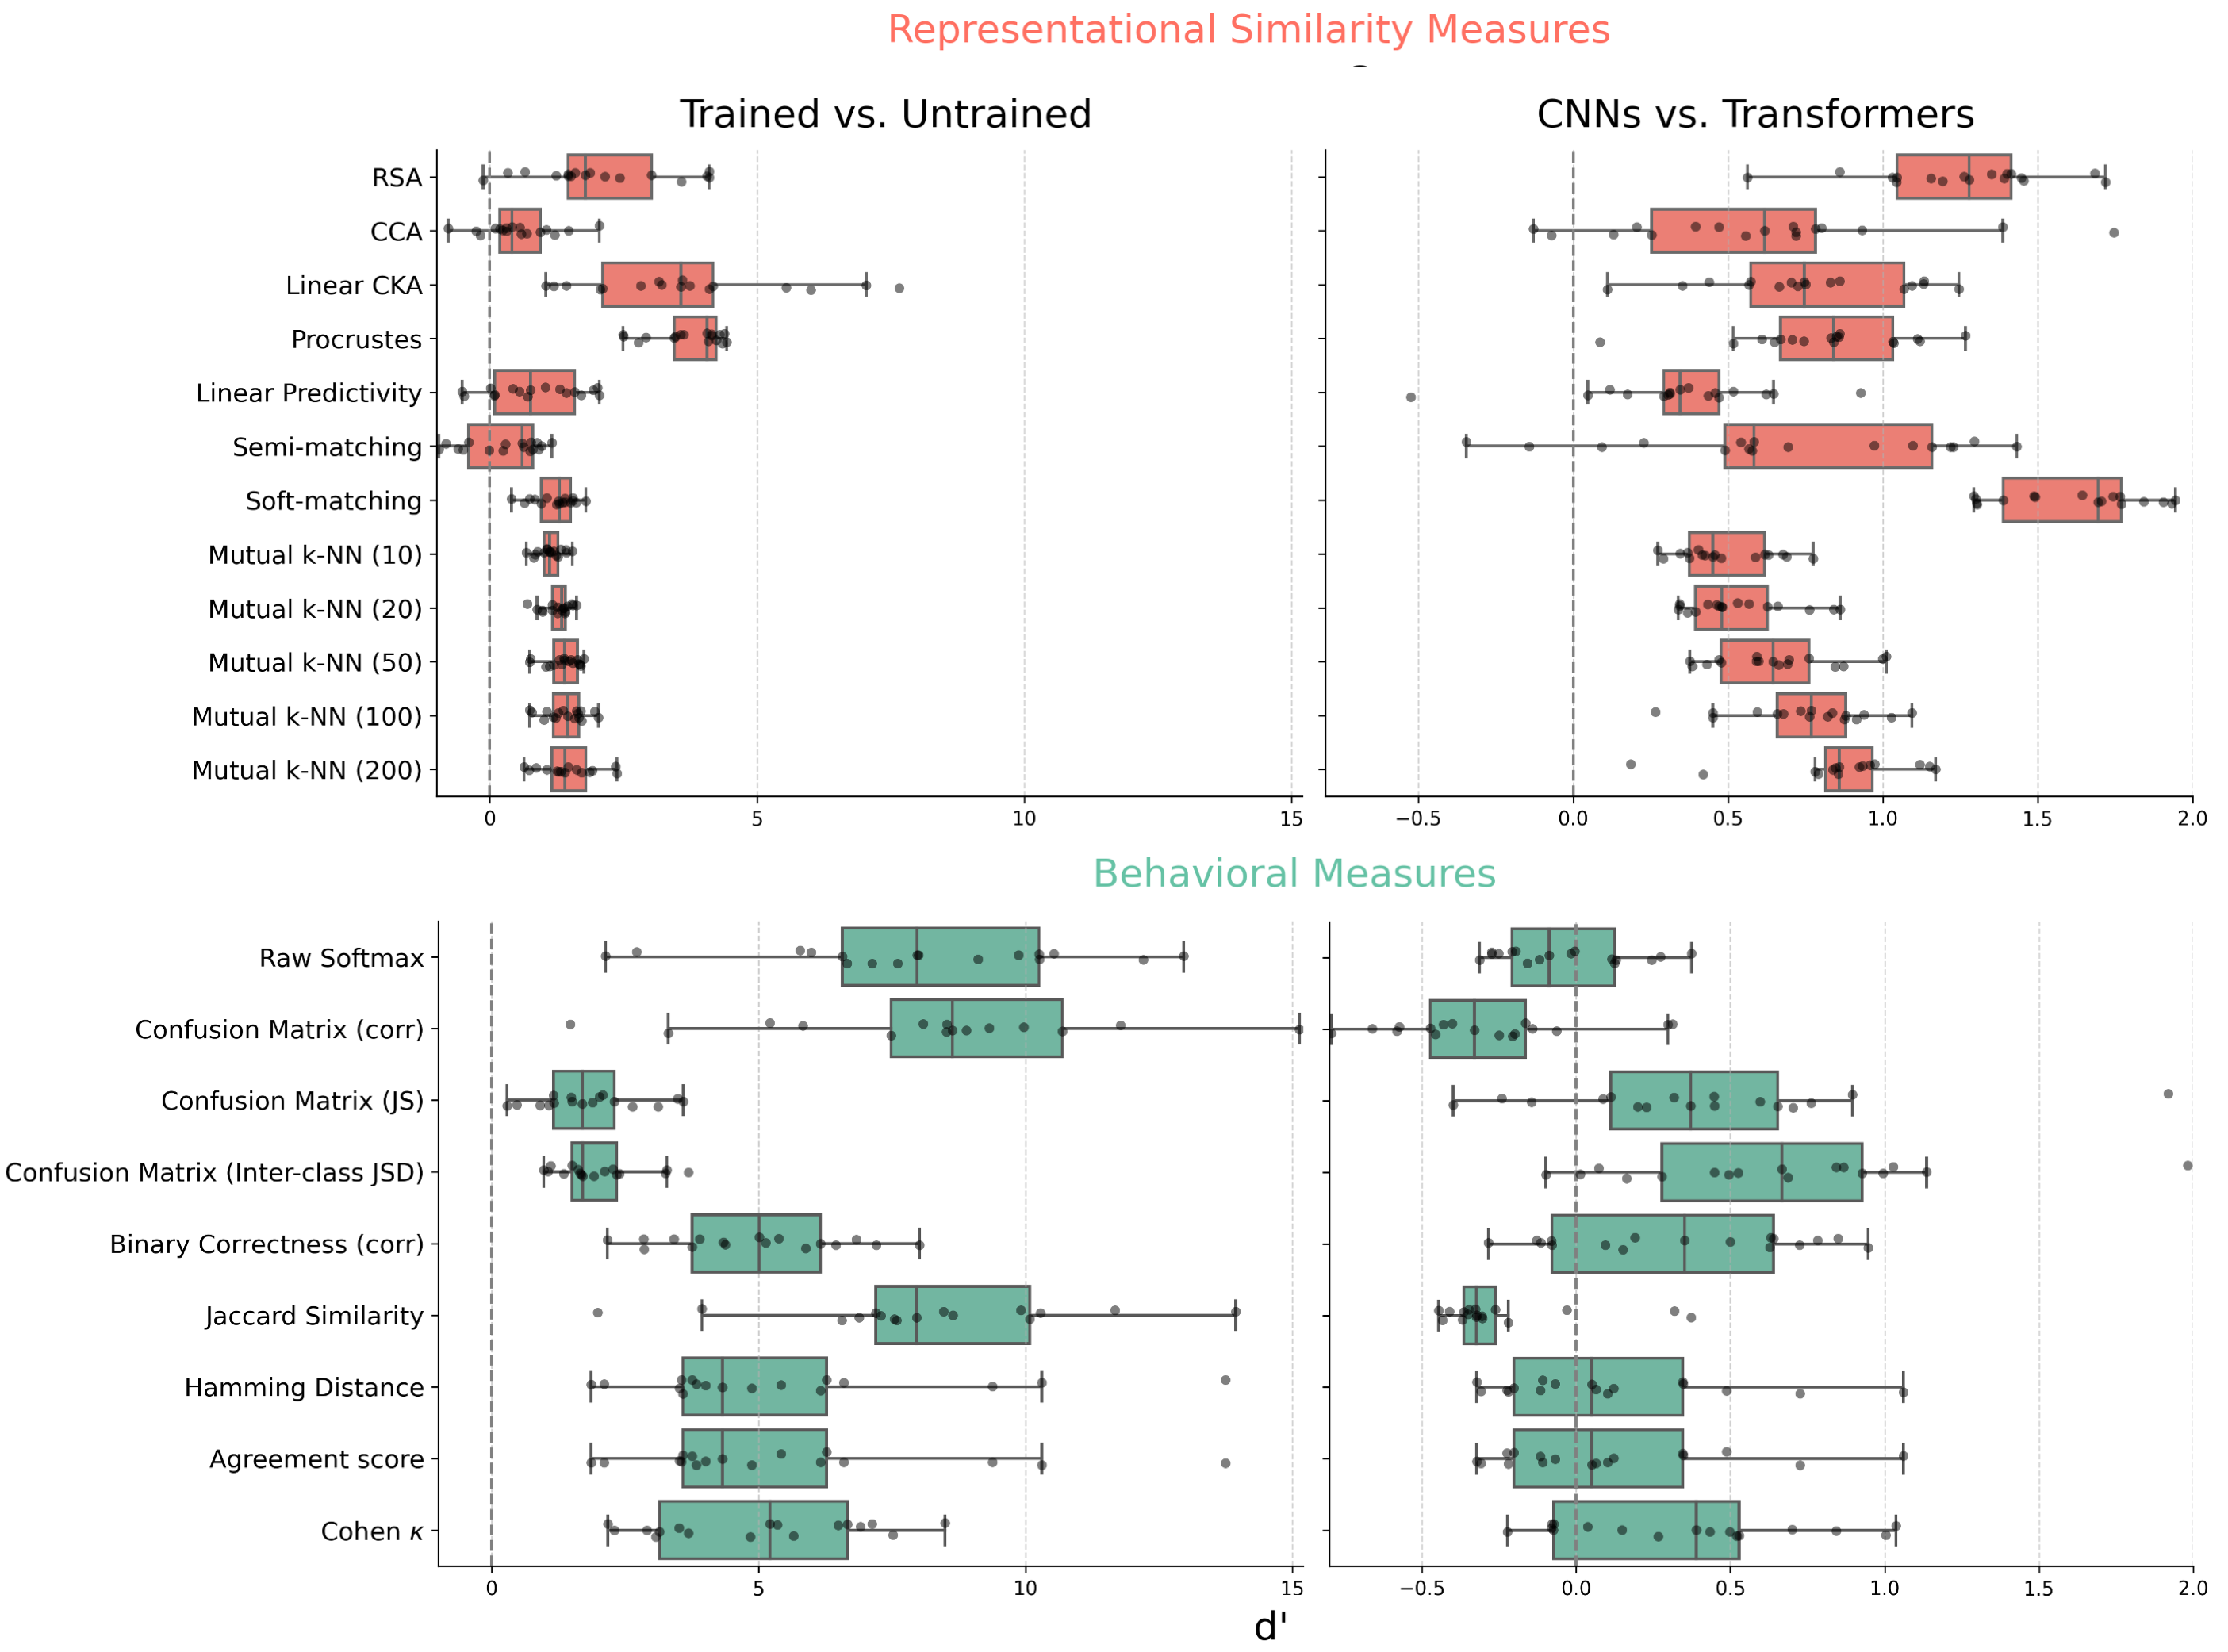 Representational Similarity Measures
Trained vs. Untrained
CNNs vs. Transformers
RSA
CCA
Linear CKA
Procrustes
Linear Predictivity
Semi-matching
Soft-matching
Mutual k-NN (10)
Mutual k-NN (20)
Mutual k-NN (50)
Mutual k-NN (100)
Mutual k-NN (200)
0 5 10 15
−0.5 0.0 0.5 1.0 1.5 2.0
Behavioral Measures
Raw Softmax
Confusion Matrix (corr)
Confusion Matrix (JS)
Confusion Matrix (Inter-class JSD)
Binary Correctness (corr)
Jaccard Similarity
Hamming Distance
Agreement score
Cohen κ
0 5 10 15
−0.5 0.0 0.5 1.0 1.5 2.0
d'